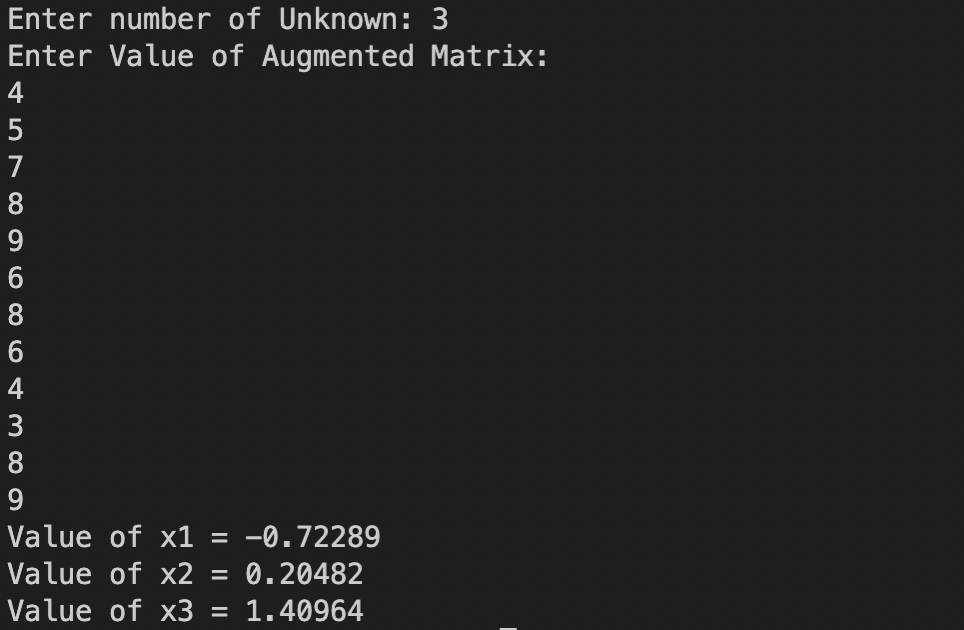 Enter number of Unknown: 3
Enter Value of Augmented Matrix:
4
5
7
8
9
6
8
6
4
3
8
9
Value of x1 = -0.72289
Value of x2 = 0.20482
Value of x3 = 1.40964